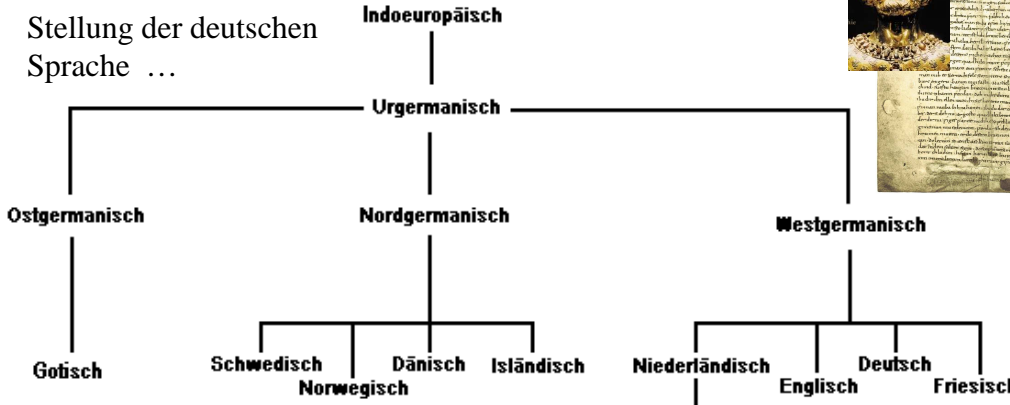 Stellung der deutschen
Sprache …
Indoeuropäisch
Urgermanisch
Ostgermanisch
Nordgermanisch
Westgermanisch
Gotisch
Schwedisch
Norwegisch
Dänisch
Isländisch
Niederländisch
Englisch
Deutsch
Friesisch